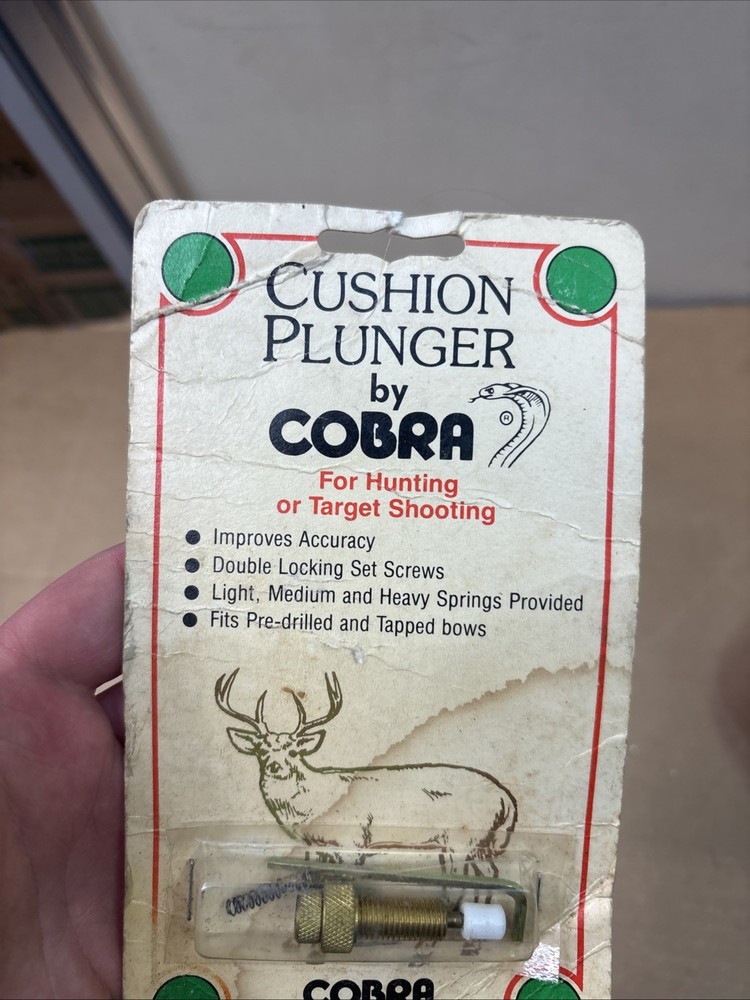 CUSHION
PLUNGER
by
COBRA
®
For Hunting
or Target Shooting
● Improves Accuracy
● Double Locking Set Screws
● Light, Medium and Heavy Springs Provided
● Fits Pre-drilled and Tapped bows
COBRA